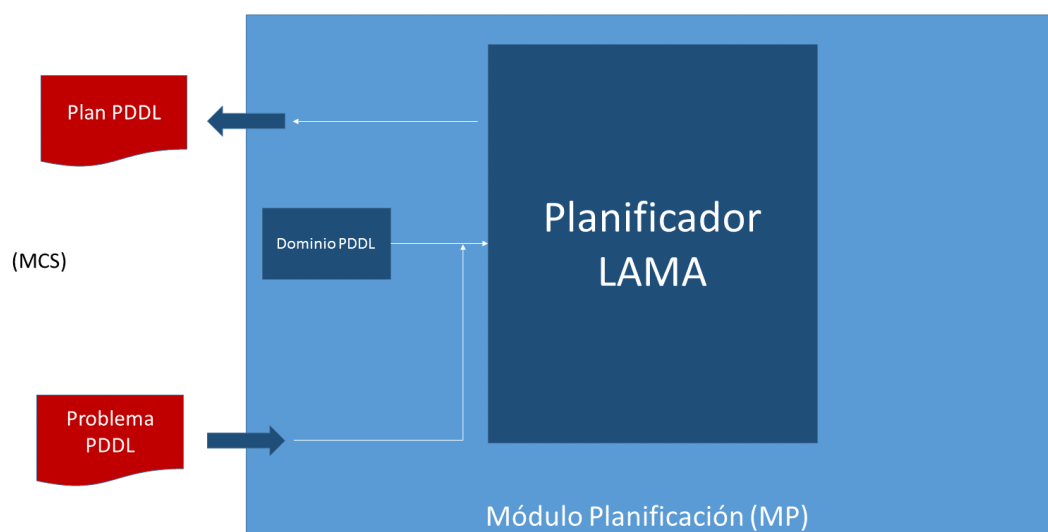 Plan PDDL
Planificador
LAMA
Dominio PDDL
(MCS)
Problema
PDDL
Módulo Planificación (MP)